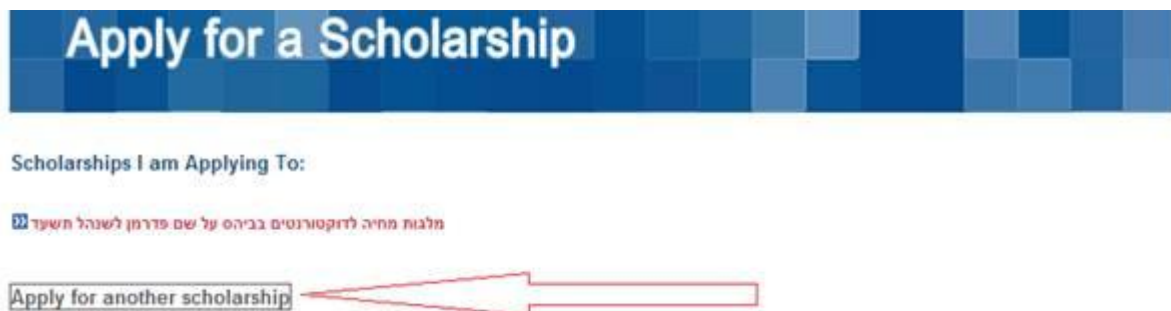 Apply for a Scholarship
Scholarships I am Applying To:
מלגות מחיה לדוקטורנטים בביהס על שם פדרמן לשנהל תשעד
Apply for another scholarship